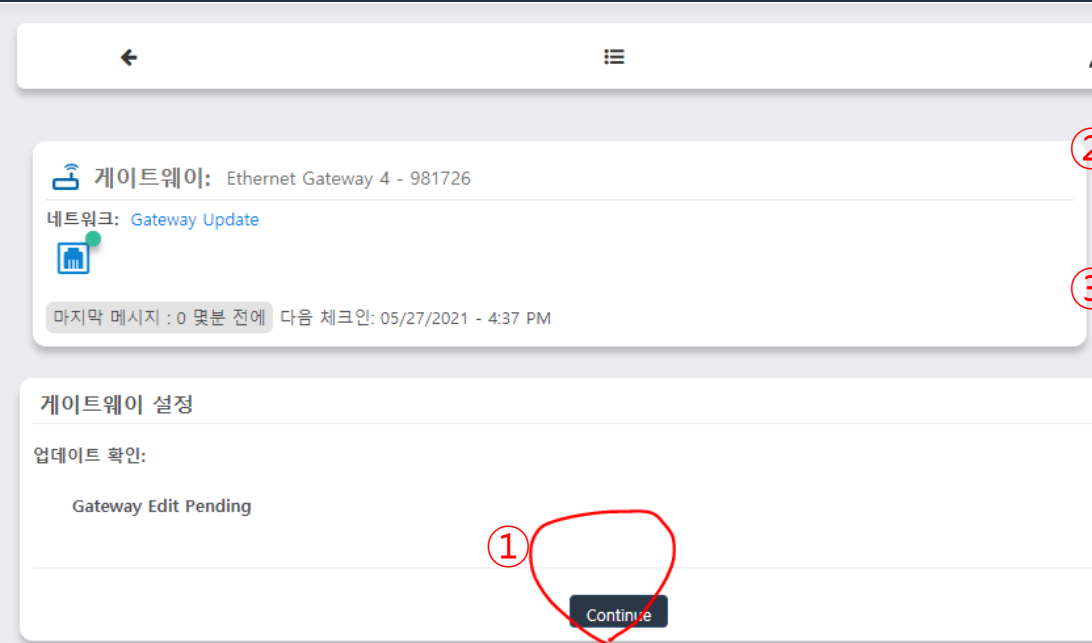 ②
게이트웨이: Ethernet Gateway 4 - 981726
네트워크: Gateway Update
③
마지막 메시지 : 0 몇분 전에 다음 체크인: 05/27/2021 - 4:37 PM
게이트웨이 설정
업데이트 확인:
Gateway Edit Pending
①
Continue